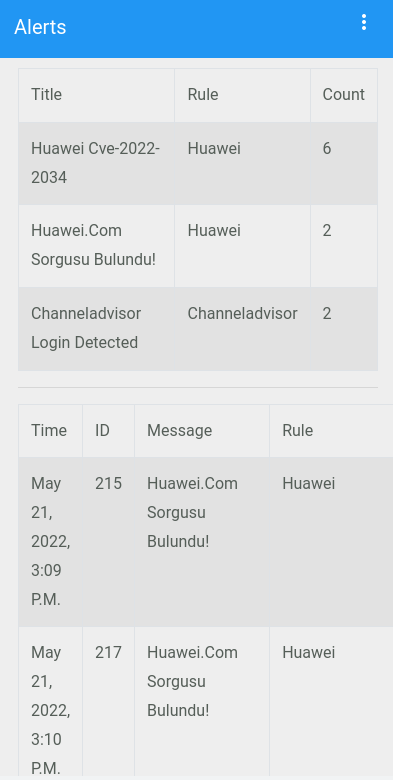 Alerts
Title Rule Count
Huawei Cve-2022- Huawei 6
2034
Huawei.Com Huawei 2
Sorgusu Bulundu!
Channeladvisor Channeladvisor 2
Login Detected
Time ID Message Rule
May 215 Huawei.Com Huawei
21, Sorgusu
2022, Bulundu!
3:09
P.M.
May 217 Huawei.Com Huawei
21, Sorgusu
2022, Bulundu!
3:10
P.M.